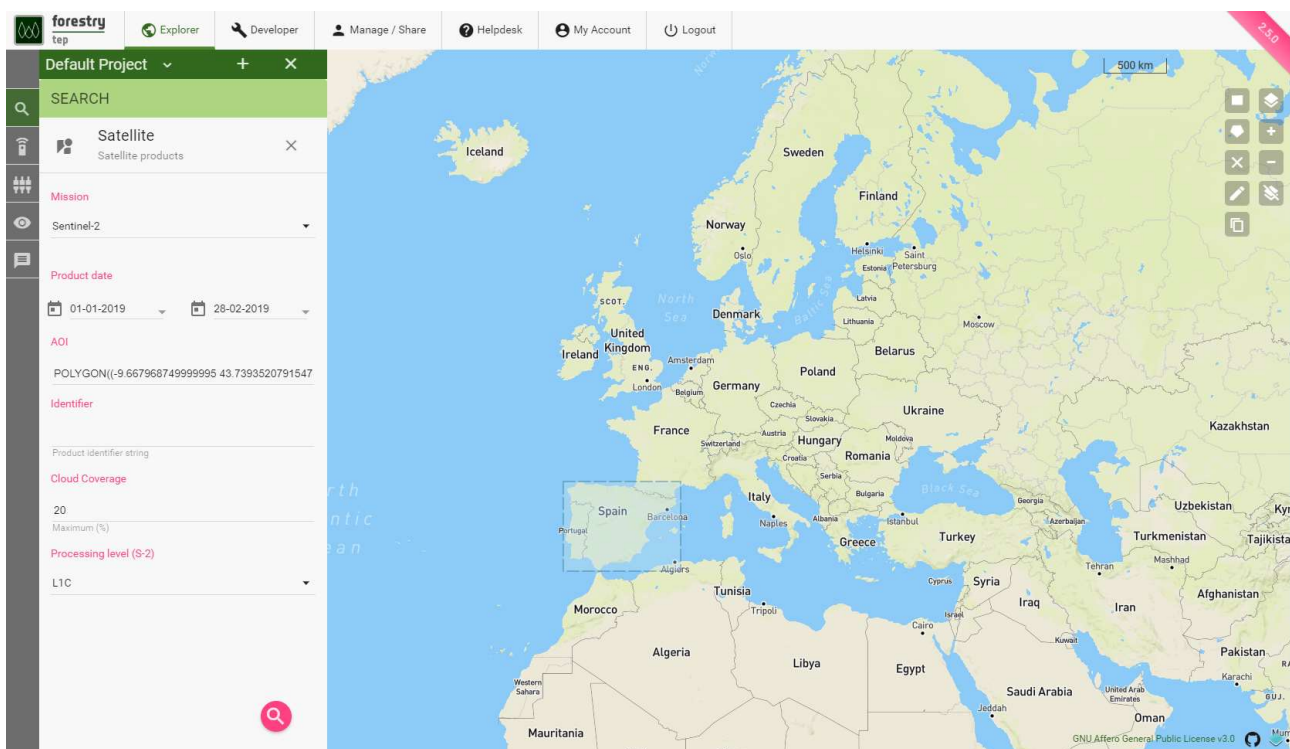 forestry
tep
Explorer
Developer
Manage / Share
Helpdesk
My Account
Logout
2.5.0
Default Project
SEARCH
Satellite
Satellite products
Mission
Sentinel-2
Product date
01-01-2019
28-02-2019
AOI
POLYGON((-9.667968749999995 43.7393520791547
Identifier
Product identifier string
Cloud Coverage
20
Maximum (%)
Processing level (S-2)
L1C
500 km
Iceland
Sweden
Finland
Norway
Oslo
Helsinki
Saint
Petersburg
Estonia
SCOT.
North
Sea
Denmark
Baltic Sea
Latvia
Lithuania
Moscow
United
Kingdom
Ireland
ENG.
London
Amsterdam
Belgium
Germany
Poland
Belarus
Czechia
Slovakia
Ukraine
Kazakhstan
France
Switzerland
Austria
Hungary
Moldova
Croatia
Romania
Serbia
Italy
Bulgaria
Black Sea
Georgia
Uzbekistan
Spain
Barcelona
Portugal
Naples
Albania
Istanbul
Azerbaijan
Kyr
Greece
Turkey
Turkmenistan
Tajikista
Algiers
Tunisia
Tripoli
Cyprus
Syria
Tehran
Mashhad
Afghanistan
Morocco
Israel
Iraq
Iran
Cairo
Kuwait
Algeria
Libya
Egypt
Pakistan
Karachi
Western
Sahara
Saudi Arabia
United Arab
Emirates
GUJ.
Jeddah
Oman
Mauritania
GNU Affero General Public License v3.0